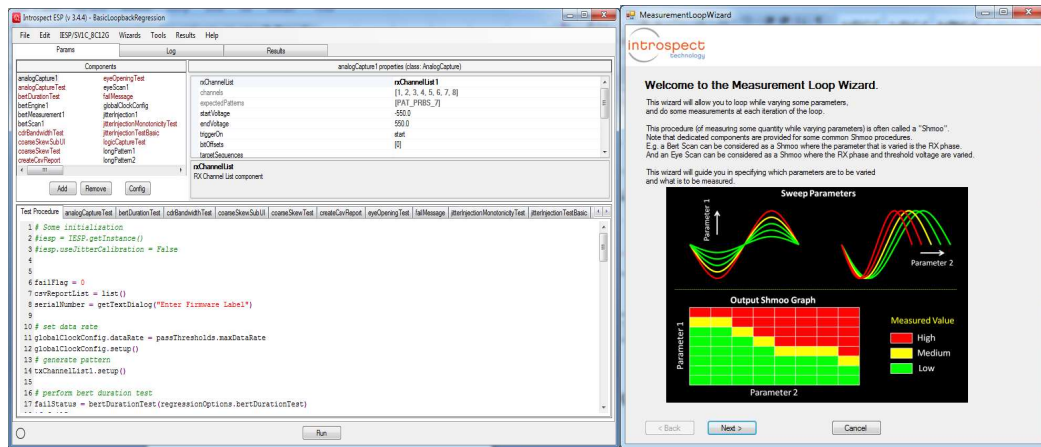 Introspect ESP (v 3.4.4) - BasicLoopbackRegression
File Edit IESP/SV1C_8C12G Wizards Tools Results Help
Params Log Results
Components
analogCapture1 eyeOpeningTest
analogCaptureTest eyeScan1
bertDurationTest failMessage
bertEngine1 globalClockConfig
bertMeasurement1 jitterInjection1
bertScan1 jitterInjectionMonotonicityTest
cdrBandwidthTest jitterInjectionTestBasic
coarseSkewSubUI logicCaptureTest
coarseSkewTest longPattern1
createCsvReport longPattern2
Add Remove Config
analogCapture1 properties (class: AnalogCapture)
rxChannelList rxChannelList1
channels [1, 2, 3, 4, 5, 6, 7, 8]
expectedPatterns [PAT_PRBS_7]
startVoltage -550.0
endVoltage 550.0
triggerOn start
bitOffsets [0]
targetSequences
rxChannelList
RX Channel List component
Test Procedure analogCaptureTest bertDurationTest cdrBandwidthTest coarseSkewSubUI coarseSkewTest createCsvReport eyeOpeningTest failMessage jitterInjectionMonotonicityTest jitterInjectionTestBasic
1 # Some initialization
2 #iesp = IESP.getInstance()
3 #iesp.useJitterCalibration = False
4
5
6 failFlag = 0
7 csvReportList = list()
8 serialNumber = getTextDialog("Enter Firmware Label")
9
10 # set data rate
11 globalClockConfig.dataRate = passThresholds.maxDataRate
12 globalClockConfig.setup()
13 # generate pattern
14 txChannelList1.setup()
15
16 # perform bert duration test
17 failStatus = bertDurationTest(regressionOptions.bertDurationTest)
Run
MeasurementLoopWizard
introspect
technology
Welcome to the Measurement Loop Wizard.
This wizard will allow you to loop while varying some parameters,
and do some measurements at each iteration of the loop.
This procedure (of measuring some quantity while varying parameters) is often called a "Shmoo".
Note that dedicated components are provided for some common Shmoo procedures.
E.g. a Bert Scan can be considered as a Shmoo where the parameter that is varied is the RX phase.
And an Eye Scan can be considered as a Shmoo where the RX phase and threshold voltage are varied.
This wizard will guide you in specifying which parameters are to be varied
and what is to be measured.
Sweep Parameters
Parameter 1
Parameter 2
Output Shmoo Graph
Parameter 1
Parameter 2
Measured Value
High
Medium
Low
< Back Next > Cancel